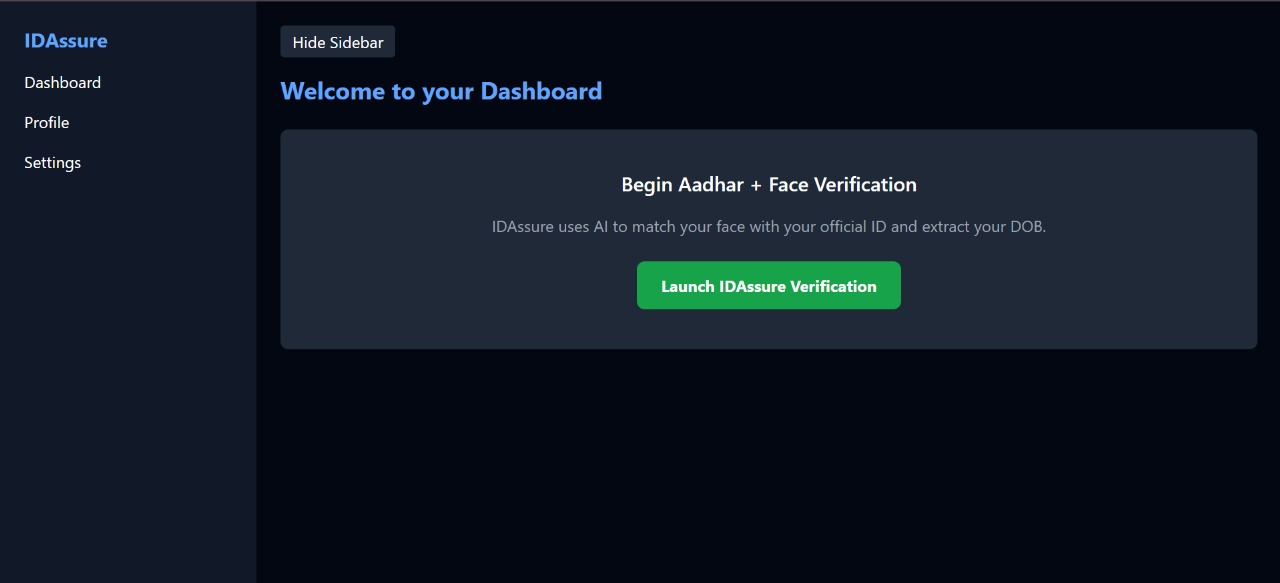 IDAssure
Dashboard
Profile
Settings
Hide Sidebar
Welcome to your Dashboard
Begin Aadhar + Face Verification
IDAssure uses AI to match your face with your official ID and extract your DOB.
Launch IDAssure Verification